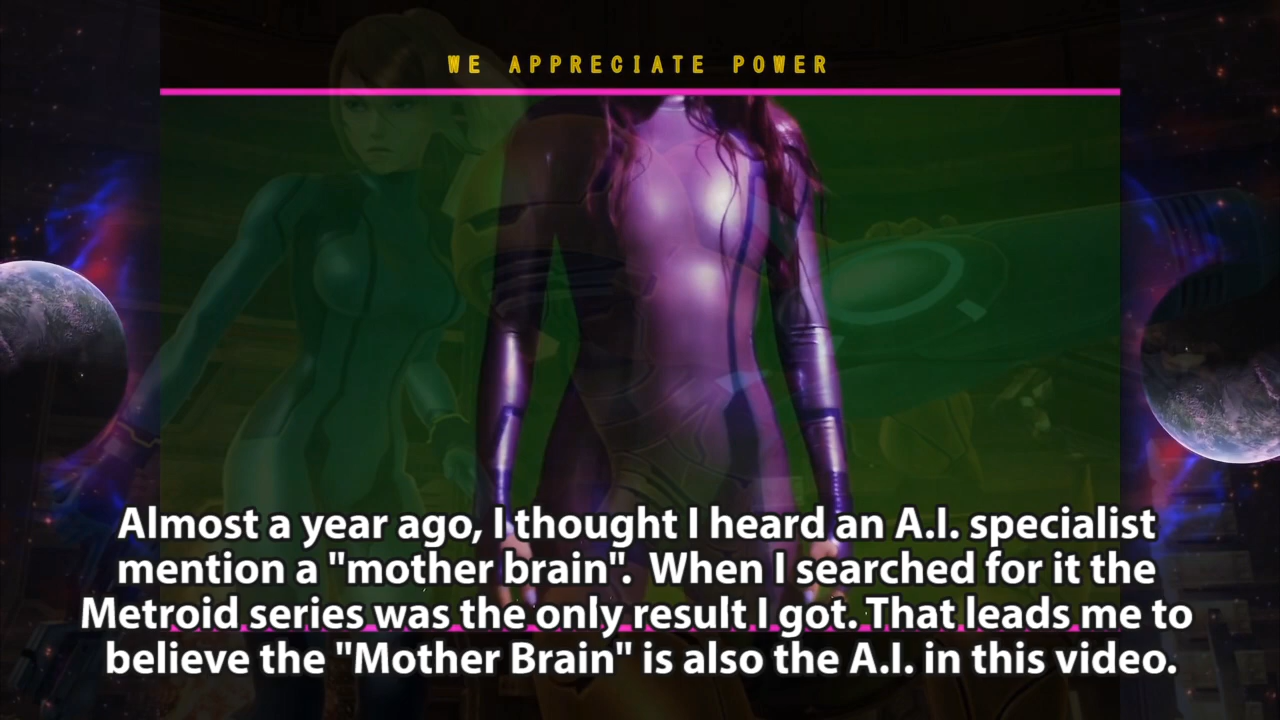 WE APPRECIATE POWER
Almost a year ago, I thought I heard an A.I. specialist
mention a "mother brain".  When I searched for it the
Metroid series was the only result I got. That leads me to
believe the "Mother Brain" is also the A.I. in this video.